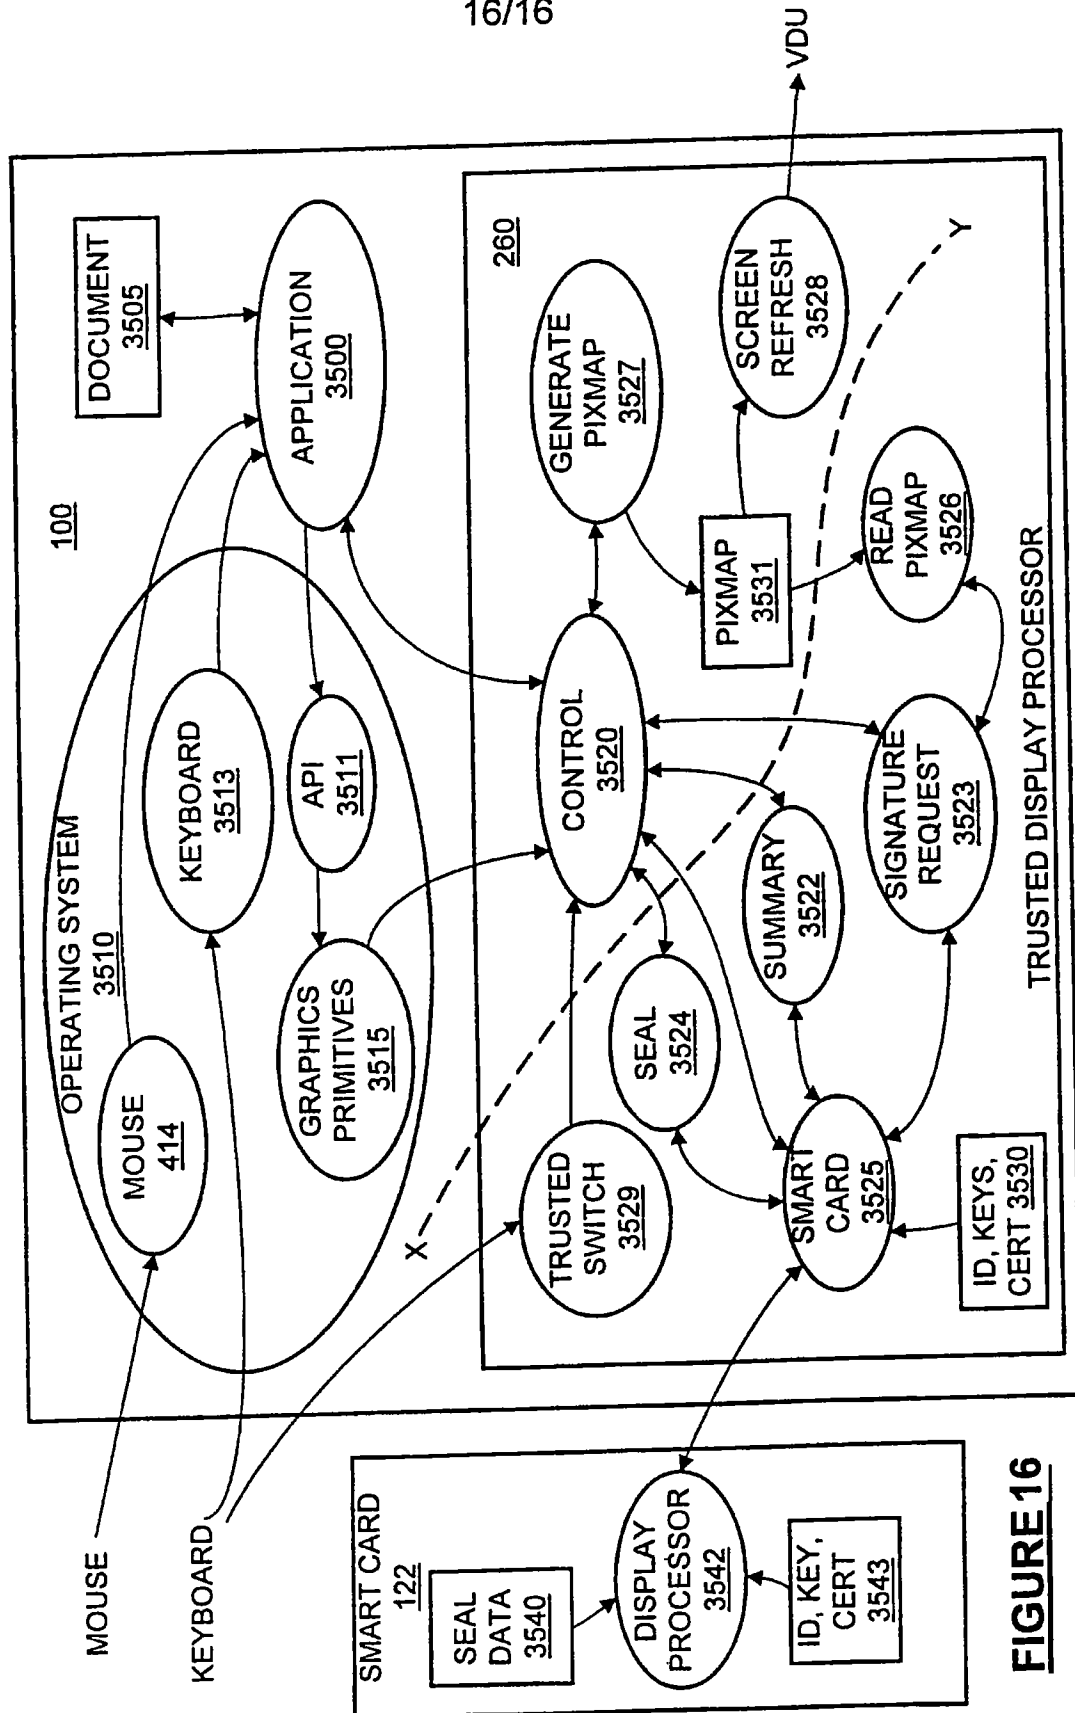 16/16
MOUSE
KEYBOARD
100
OPERATING SYSTEM
3510
MOUSE
414
KEYBOARD
3513
API
3511
GRAPHICS
PRIMITIVES
3515
DOCUMENT
3505
APPLICATION
3500
X
Y
260
TRUSTED
SWITCH
3529
CONTROL
3520
GENERATE
PIXMAP
3527
SEAL
3524
PIXMAP
3531
SCREEN
REFRESH
3528
VDU
SUMMARY
3522
READ
PIXMAP
3526
SMART
CARD
3525
SIGNATURE
REQUEST
3523
ID, KEYS,
CERT 3530
TRUSTED DISPLAY PROCESSOR
SMART CARD
122
SEAL
DATA
3540
DISPLAY
PROCESSOR
3542
ID, KEY,
CERT
3543
FIGURE 16